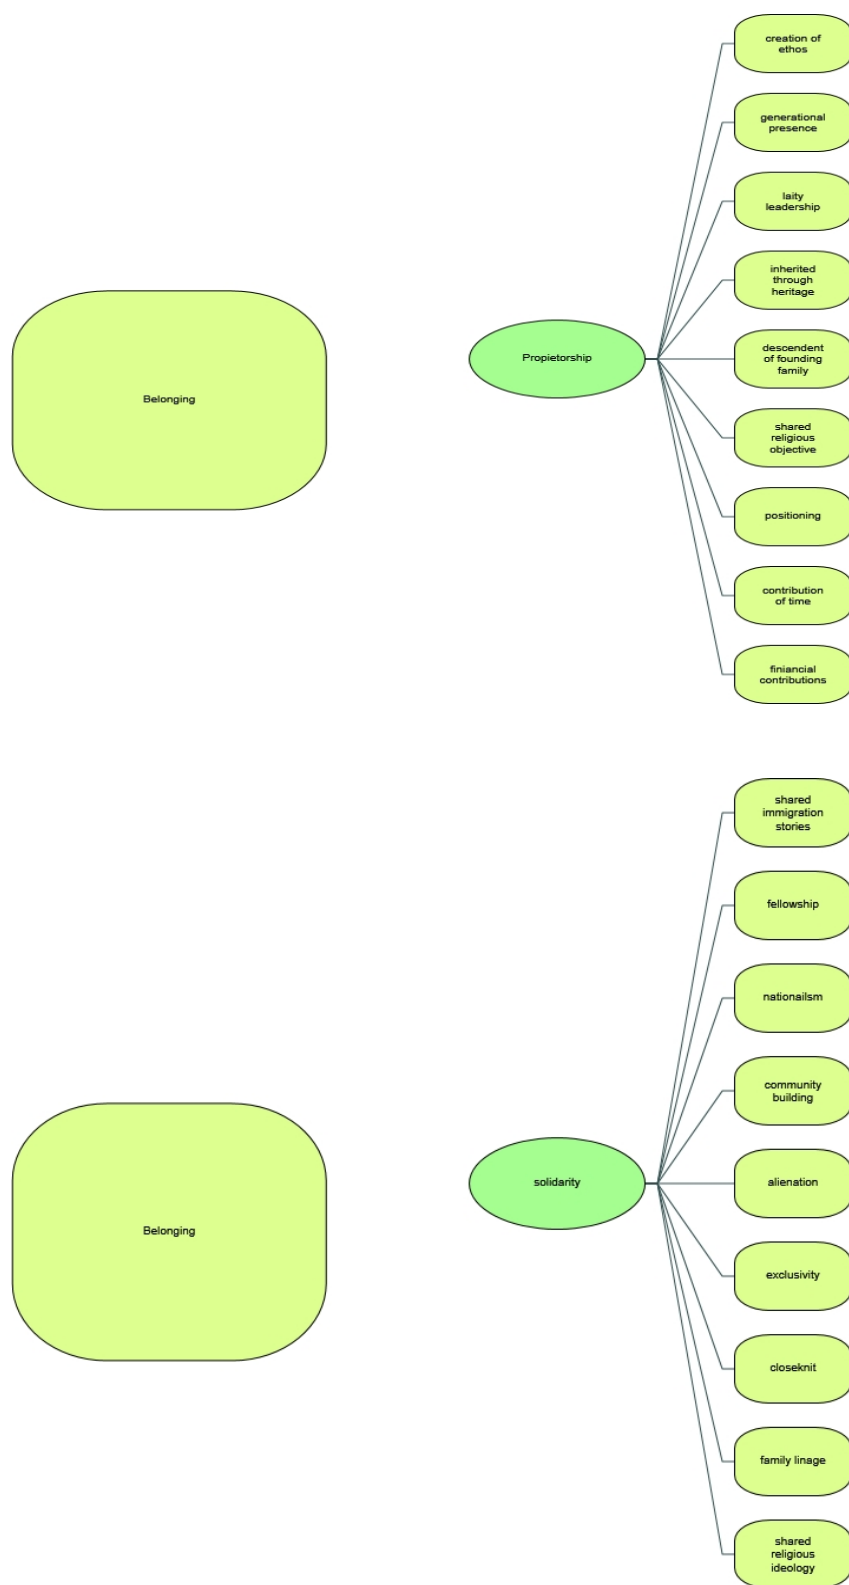 Belonging
Propietorship
creation of
ethos
generational
presence
laity
leadership
inherited
through
heritage
descendent
of founding
family
shared
religious
objective
positioning
contribution
of time
finiancial
contributions
Belonging
solidarity
shared
immigration
stories
fellowship
nationailsm
community
building
alienation
exclusivity
closeknit
family linage
shared
religious
ideology